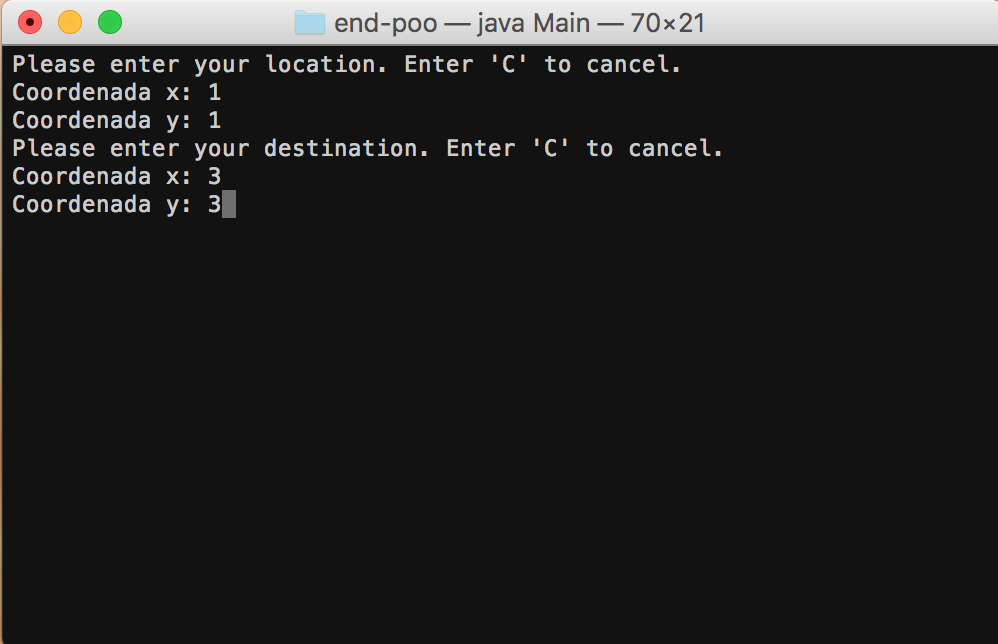 end-poo — java Main — 70×21
Please enter your location. Enter 'C' to cancel.
Coordenada x: 1
Coordenada y: 1
Please enter your destination. Enter 'C' to cancel.
Coordenada x: 3
Coordenada y: 3